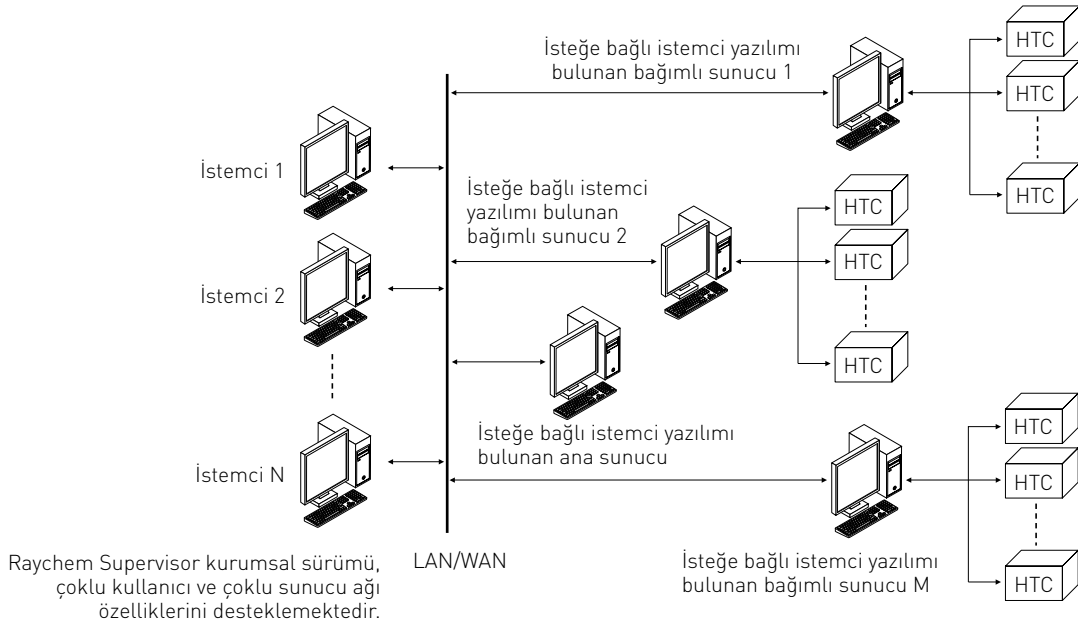 İsteğe bağlı istemci yazılımı
bulunan bağımlı sunucu 1
HTC
HTC
HTC
İstemci 1
İsteğe bağlı istemci
yazılımı bulunan
bağımlı sunucu 2
HTC
HTC
HTC
İstemci 2
İsteğe bağlı istemci yazılımı
bulunan ana sunucu
İstemci N
HTC
HTC
HTC
LAN/WAN
İsteğe bağlı istemci yazılımı
bulunan bağımlı sunucu M
Raychem Supervisor kurumsal sürümü,
çoklu kullanıcı ve çoklu sunucu ağı
özelliklerini desteklemektedir.